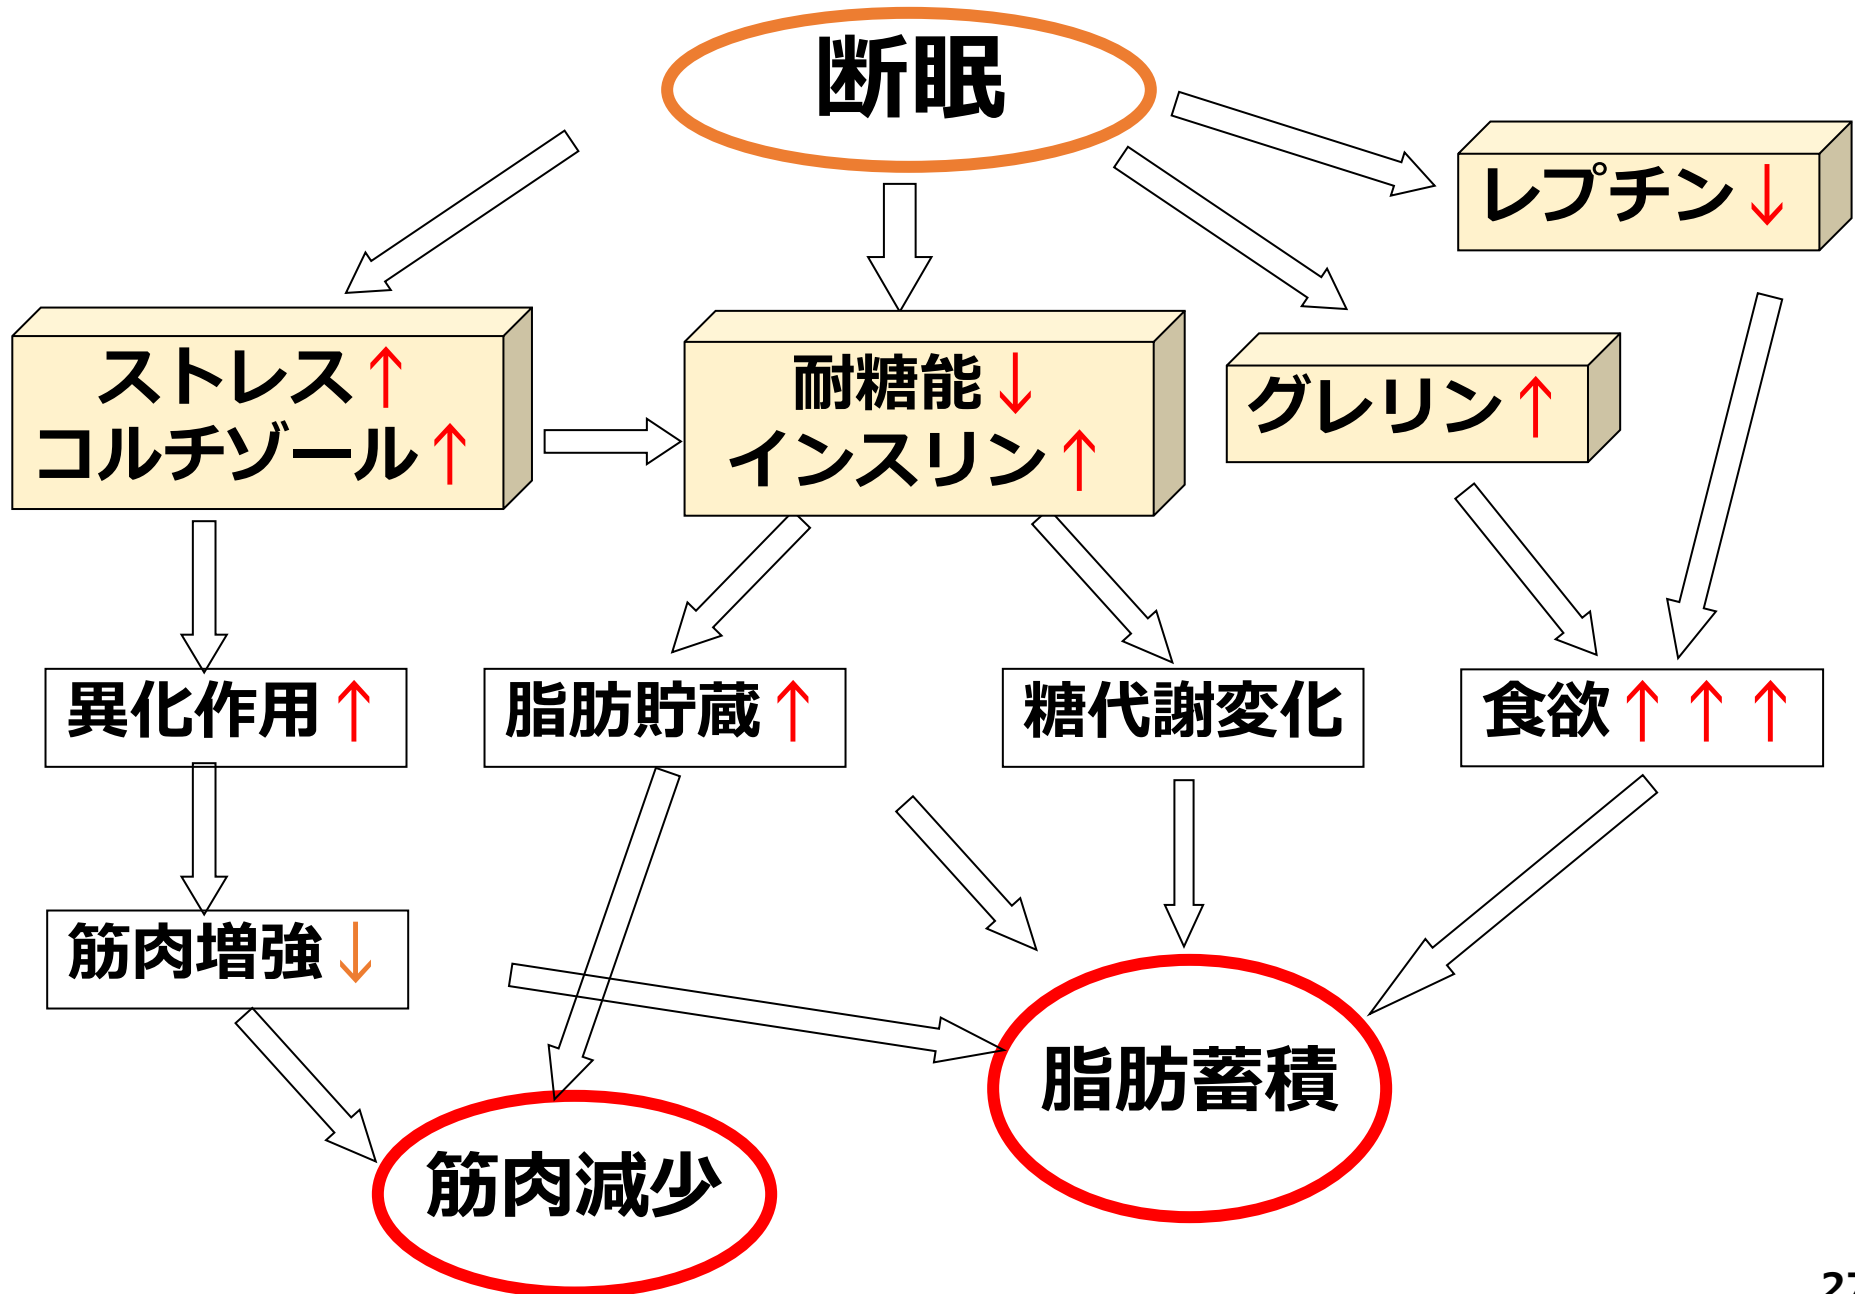 断眠
レプチン↓
ストレス↑
コルチゾール↑
耐糖能↓
インスリン↑
グレリン↑
異化作用↑
脂肪貯蔵↑
糖代謝変化
食欲↑↑↑
筋肉増強↓
脂肪蓄積
筋肉減少
27